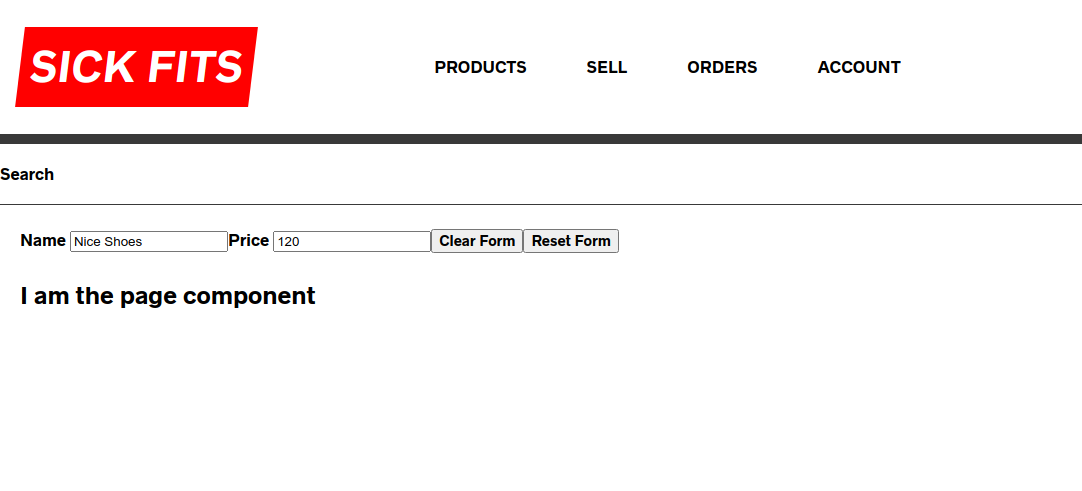 SICK FITS
PRODUCTS SELL ORDERS ACCOUNT
Search
Name Nice Shoes Price 120 Clear Form Reset Form
I am the page component